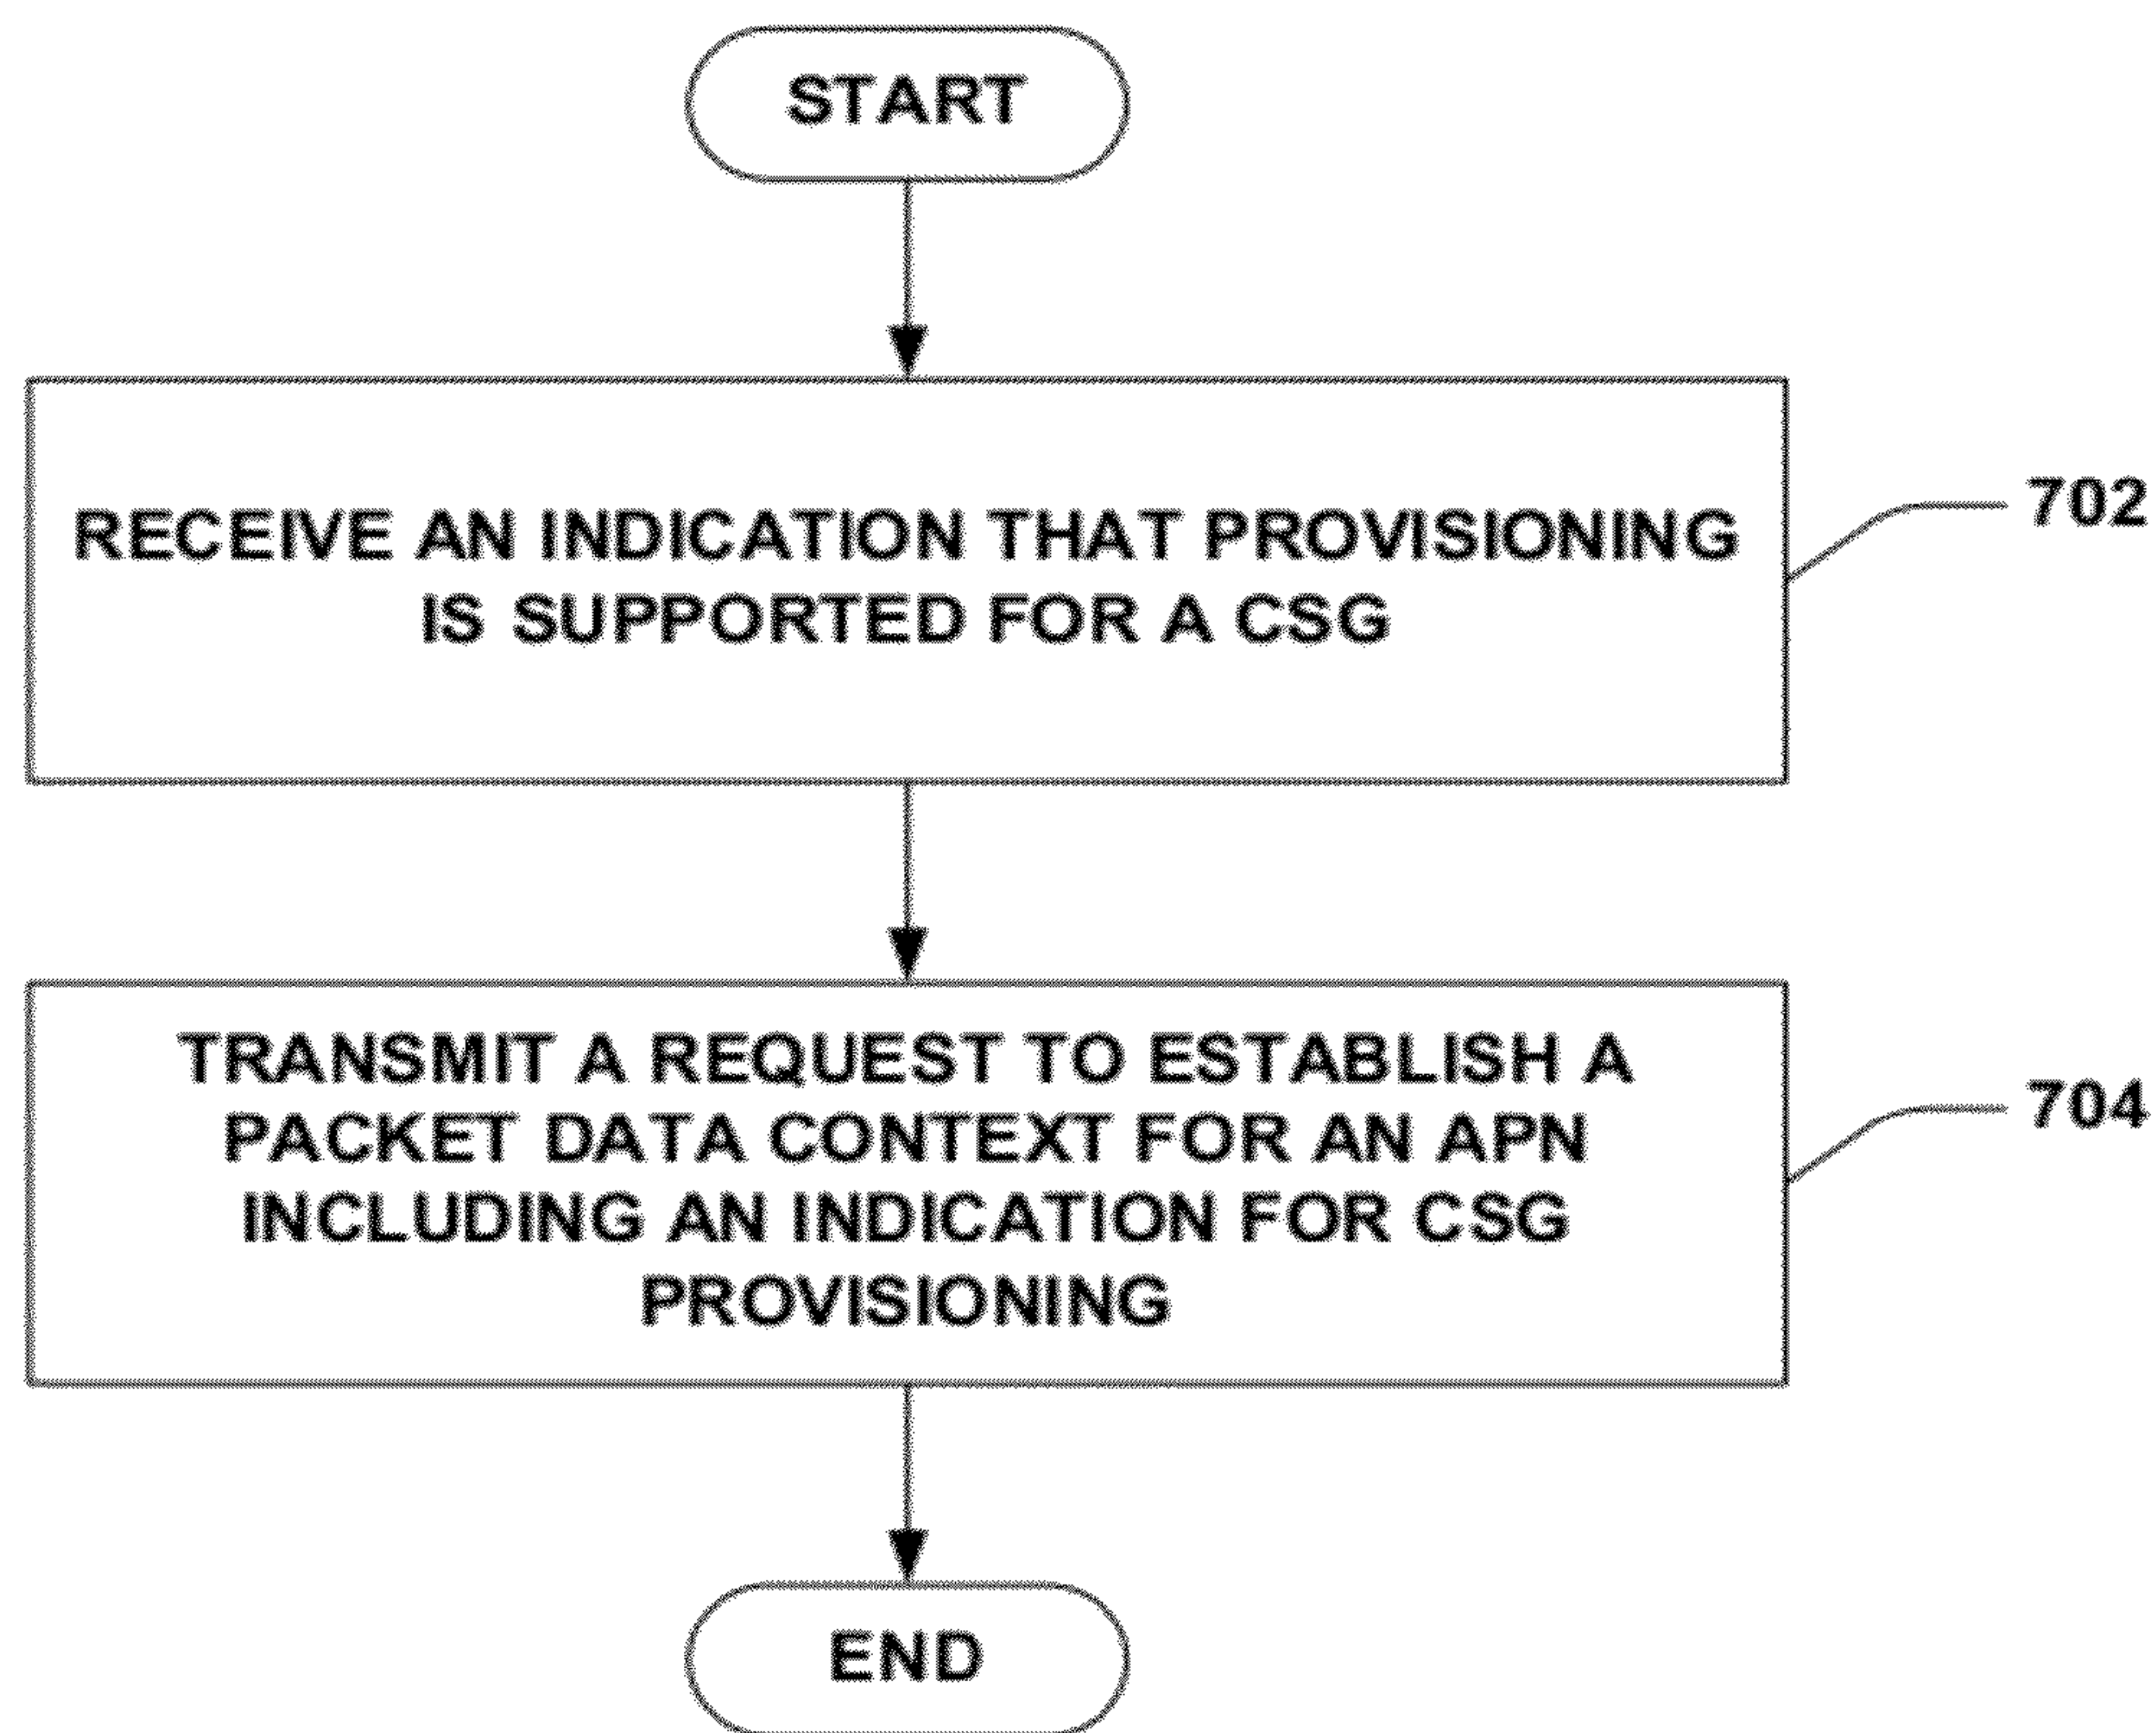 START
RECEIVE AN INDICATION THAT PROVISIONING
IS SUPPORTED FOR A CSG
702
TRANSMIT A REQUEST TO ESTABLISH A
PACKET DATA CONTEXT FOR AN APN
INCLUDING AN INDICATION FOR CSG
PROVISIONING
704
END